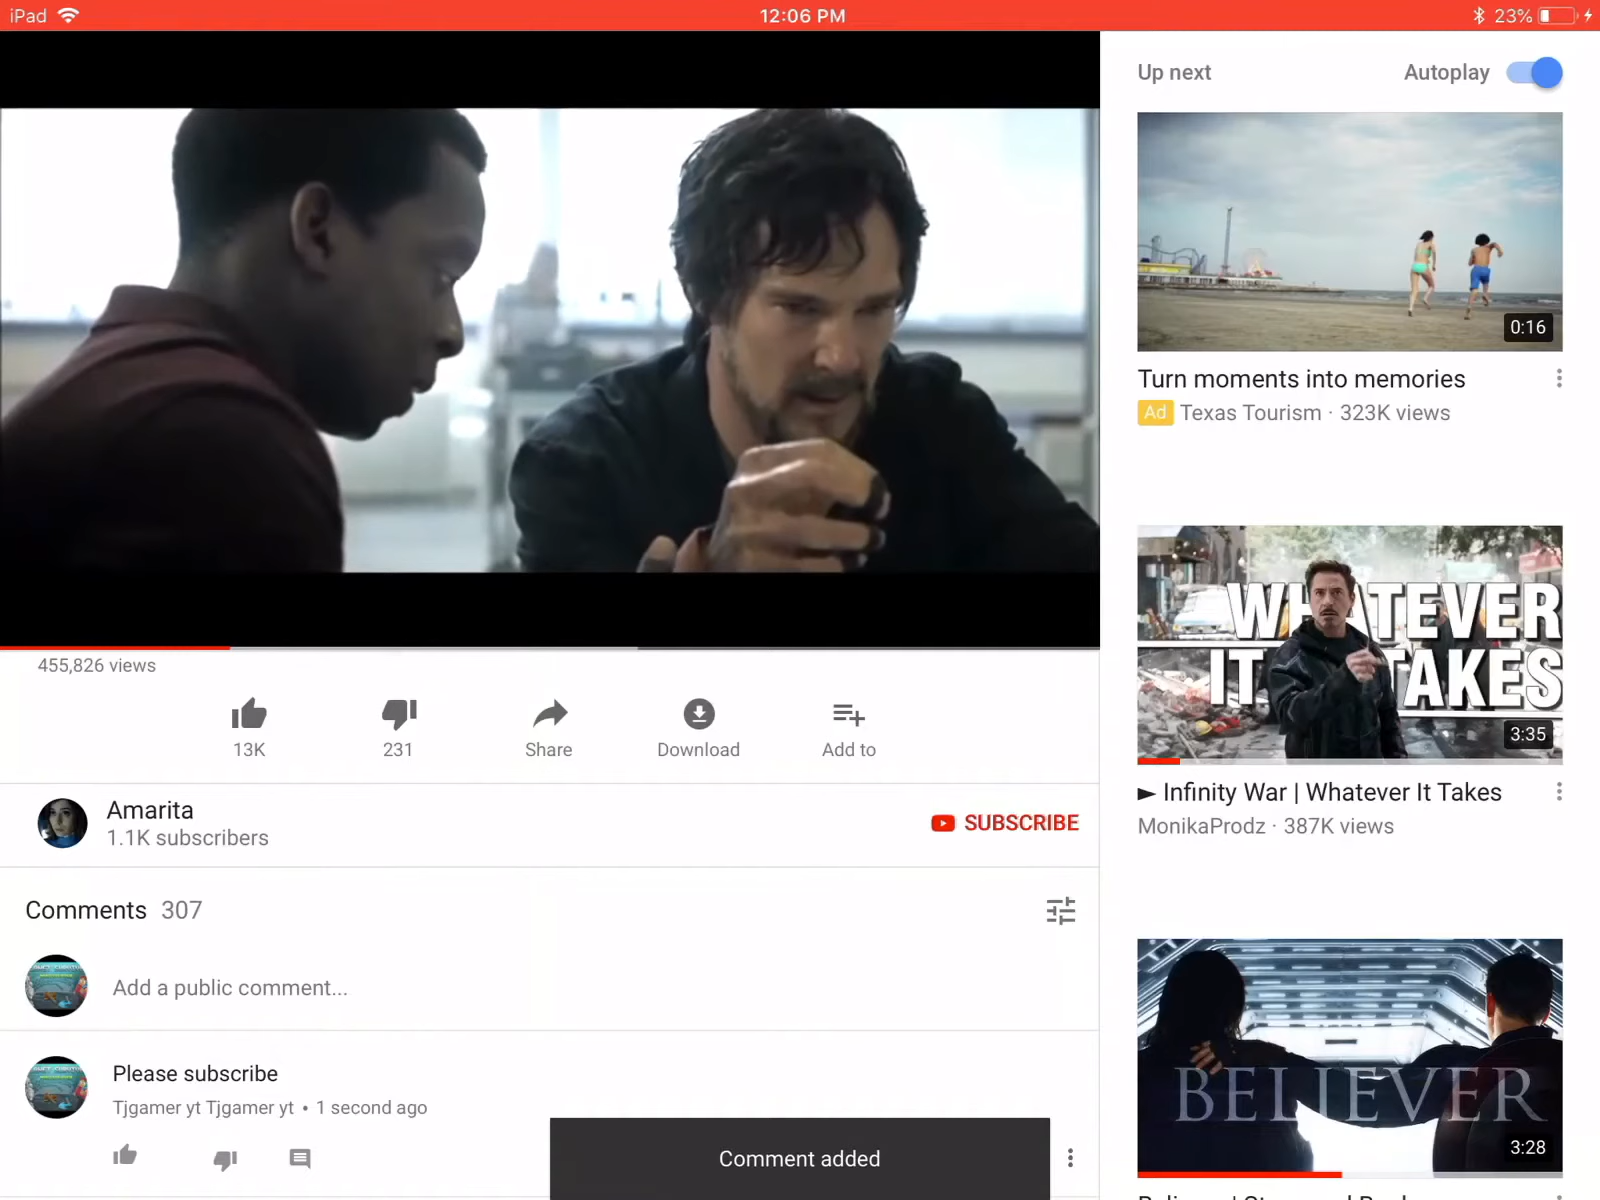 iPad 12:06 PM 23%
Up next Autoplay
0:16
Turn moments into memories
Ad Texas Tourism · 323K views
WHATEVER
IT TAKES
3:35
► Infinity War | Whatever It Takes
MonikaProdz · 387K views
BELIEVER
3:28
455,826 views
13K 231 Share Download Add to
Amarita
1.1K subscribers
SUBSCRIBE
Comments 307
Add a public comment...
Please subscribe
Tjgamer yt Tjgamer yt • 1 second ago
Comment added